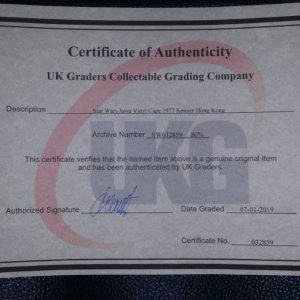 Certificate of Authenticity
UK Graders Collectable Grading Company
Description Star Wars Jawa Vinyl Cape 1977 Kenner Hong Kong
Archive Number SW032859 80%
This certificate verifies that the named item above is a genuine original item
and has been authenticated by UK Graders.
UKG
Authorized Signature Date Graded 07-01-2019
Certificate No. 032859